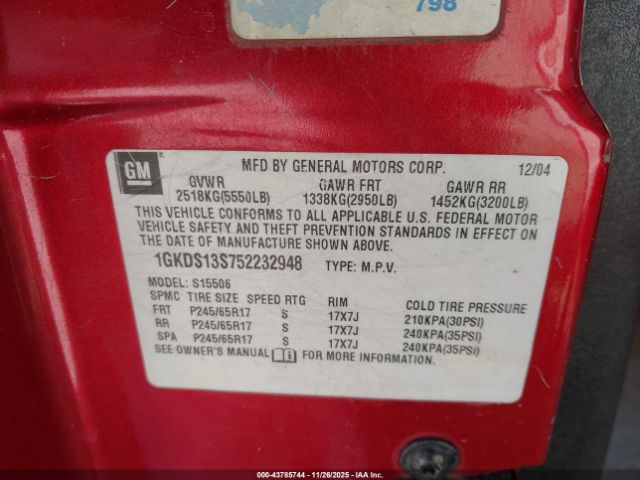 798
GM
MFD BY GENERAL MOTORS CORP. 12/04
GVWR GAWR FRT GAWR RR
2518KG(5550LB) 1338KG(2950LB) 1452KG(3200LB)
THIS VEHICLE CONFORMS TO ALL APPLICABLE U.S. FEDERAL MOTOR
VEHICLE SAFETY AND THEFT PREVENTION STANDARDS IN EFFECT ON
THE DATE OF MANUFACTURE SHOWN ABOVE.
1GKDS13S752232948 TYPE: M.P.V.
MODEL: S15506
SPMC TIRE SIZE SPEED RTG RIM COLD TIRE PRESSURE
FRT P245/65R17 S 17X7J 210KPA(30PSI)
RR P245/65R17 S 17X7J 240KPA(35PSI)
SPA P245/65R17 S 17X7J 240KPA(35PSI)
SEE OWNER'S MANUAL FOR MORE INFORMATION.
000-43785744 - 11/26/2025 - IAA, INC.